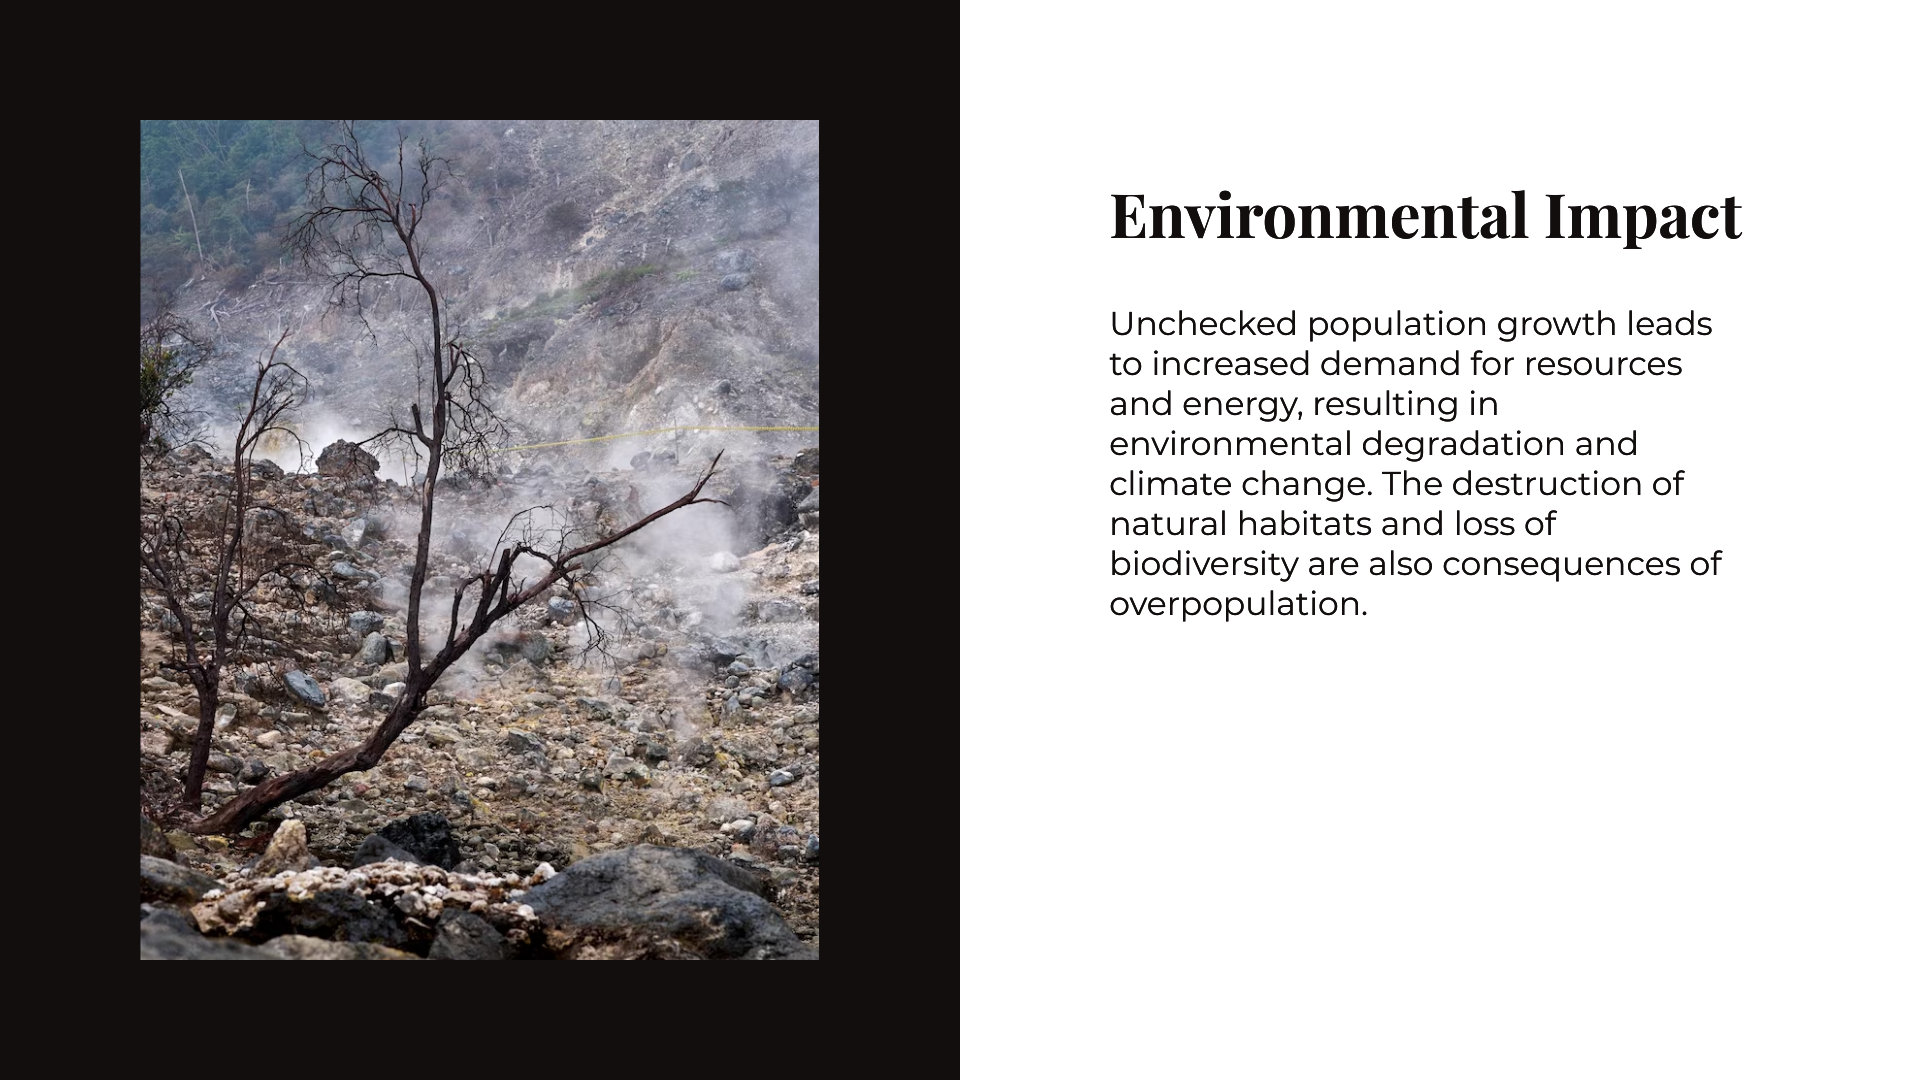 Environmental Impact
Unchecked population growth leads
to increased demand for resources
and energy, resulting in
environmental degradation and
climate change. The destruction of
natural habitats and loss of
biodiversity are also consequences of
overpopulation.